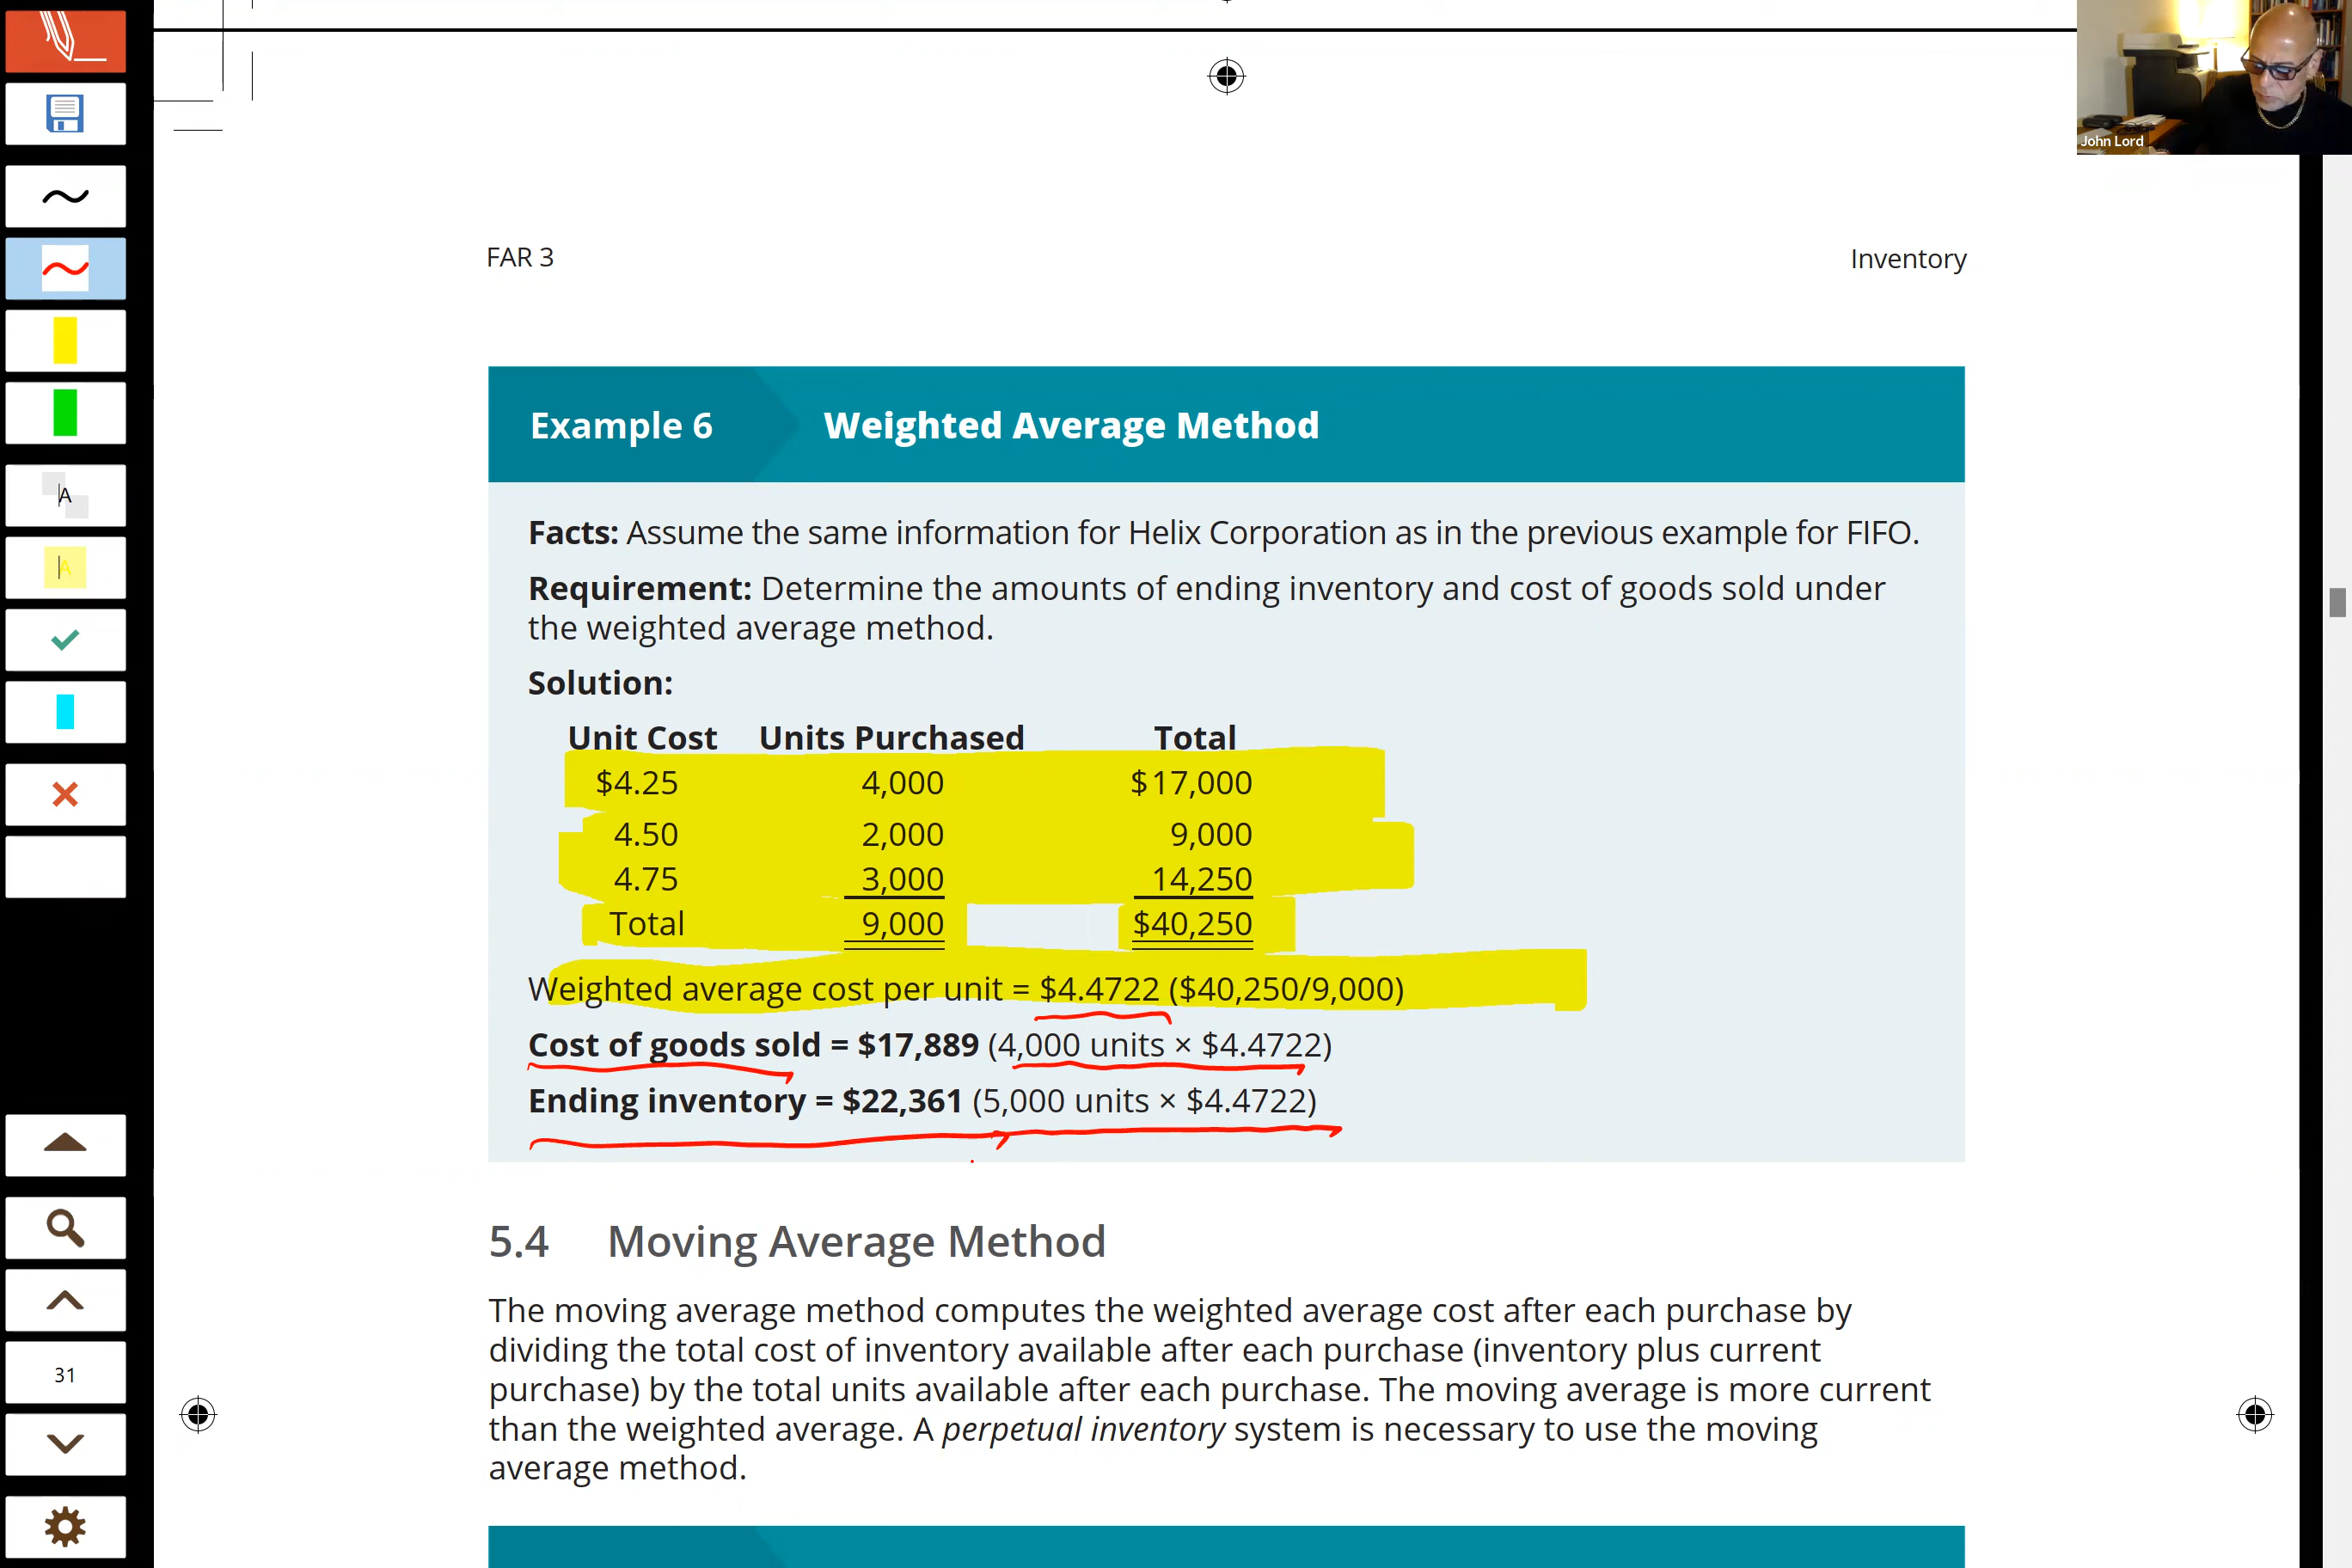 John Lord
FAR 3
Inventory
Example 6
Weighted Average Method
Facts: Assume the same information for Helix Corporation as in the previous example for FIFO.
Requirement: Determine the amounts of ending inventory and cost of goods sold under
the weighted average method.
Solution:
Unit Cost Units Purchased Total
$4.25 4,000 $17,000
4.50 2,000 9,000
4.75 3,000 14,250
Total 9,000 $40,250
Weighted average cost per unit = $4.4722 ($40,250/9,000)
Cost of goods sold = $17,889 (4,000 units × $4.4722)
Ending inventory = $22,361 (5,000 units × $4.4722)
5.4 Moving Average Method
The moving average method computes the weighted average cost after each purchase by
dividing the total cost of inventory available after each purchase (inventory plus current
purchase) by the total units available after each purchase. The moving average is more current
than the weighted average. A perpetual inventory system is necessary to use the moving
average method.
A
A
31